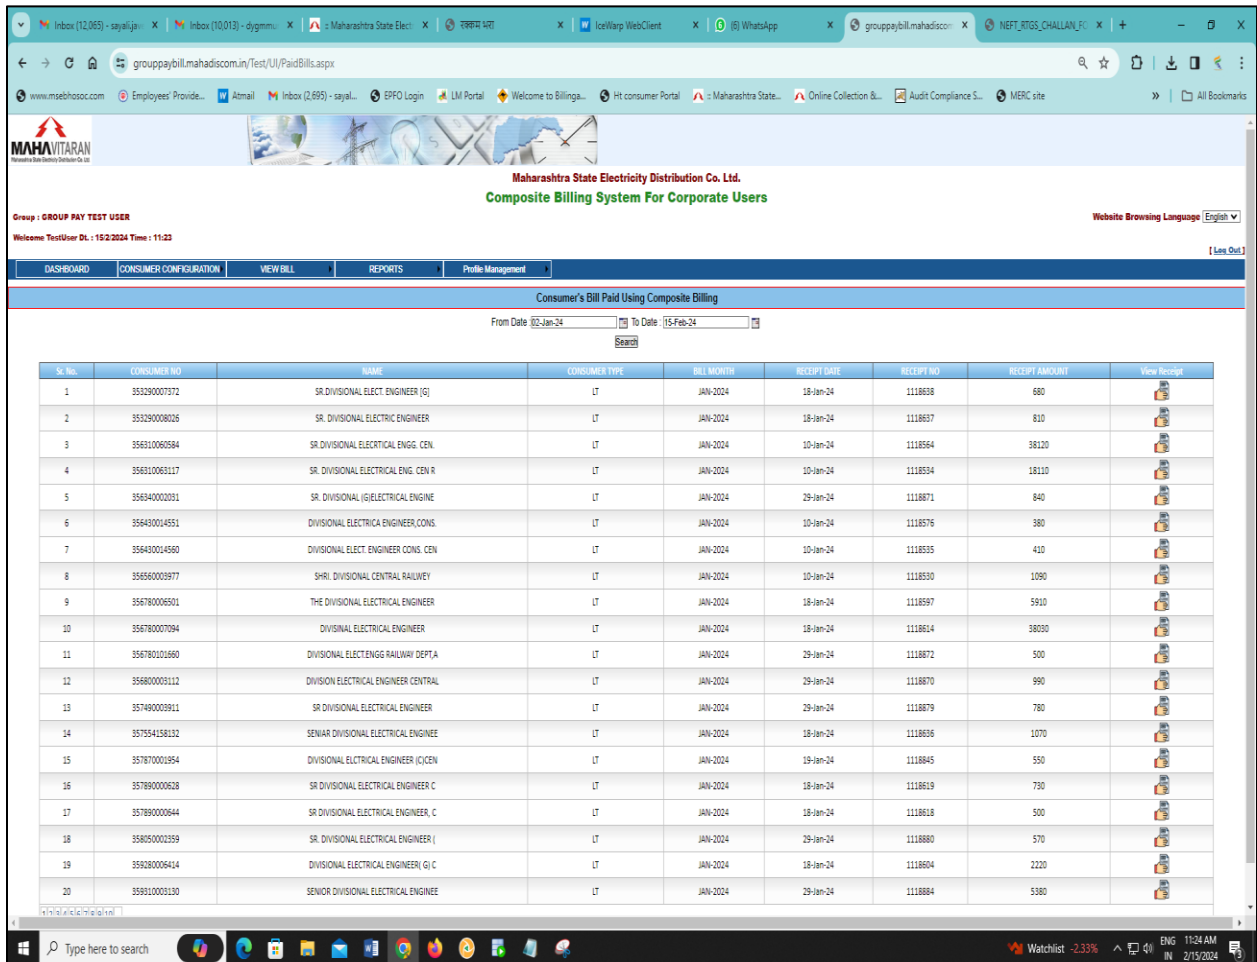 Inbox (12,065) - sayali.jav
Inbox (10,013) - dygmmu
:: Maharashtra State Elect
रक्कम भरा
IceWarp WebClient
(6) WhatsApp
grouppaybill.mahadiscom
NEFT_RTGS_CHALLAN_FO
grouppaybill.mahadiscom.in/Test/UI/PaidBills.aspx
www.msebhosoc.com Employees' Provide... Atmail Inbox (2,695) - sayal... EPFO Login LM Portal Welcome to Billinga... Ht consumer Portal :: Maharashtra State... Online Collection &... Audit Compliance S... MERC site » All Bookmarks
MAHAVITARAN
Maharashtra State Electricity Distribution Co. Ltd.
Maharashtra State Electricity Distribution Co. Ltd.
Composite Billing System For Corporate Users
Group : GROUP PAY TEST USER
Website Browsing Language English
Welcome TestUser Dt. : 15/2/2024 Time : 11:23
[ Log Out ]
DASHBOARD CONSUMER CONFIGURATION VIEW BILL REPORTS Profile Management
Consumer's Bill Paid Using Composite Billing
From Date :02-Jan-24 To Date : 15-Feb-24
Search
Sr. No. CONSUMER NO NAME CONSUMER TYPE BILL MONTH RECEIPT DATE RECEIPT NO RECEIPT AMOUNT View Receipt
1 353290007372 SR.DIVISIONAL ELECT. ENGINEER [G] LT JAN-2024 18-Jan-24 1118638 680
2 353290008026 SR. DIVISIONAL ELECTRIC ENGINEER LT JAN-2024 18-Jan-24 1118637 810
3 356310060584 SR.DIVISIONAL ELECRTICAL ENGG. CEN. LT JAN-2024 10-Jan-24 1118564 38120
4 356310063117 SR. DIVISIONAL ELECTRICAL ENG. CEN R LT JAN-2024 10-Jan-24 1118534 18110
5 356340002031 SR. DIVISIONAL (G)ELECTRICAL ENGINE LT JAN-2024 29-Jan-24 1118871 840
6 356430014551 DIVISIONAL ELECTRICA ENGINEER,CONS. LT JAN-2024 10-Jan-24 1118576 380
7 356430014560 DIVISIONAL ELECT. ENGINEER CONS. CEN LT JAN-2024 10-Jan-24 1118535 410
8 356560003977 SHRI. DIVISIONAL CENTRAL RAILWEY LT JAN-2024 10-Jan-24 1118530 1090
9 356780006501 THE DIVISIONAL ELECTRICAL ENGINEER LT JAN-2024 18-Jan-24 1118597 5910
10 356780007094 DIVISINAL ELECTRICAL ENGINEER LT JAN-2024 18-Jan-24 1118614 38030
11 356780101660 DIVISIONAL ELECT.ENGG RAILWAY DEPT,A LT JAN-2024 29-Jan-24 1118872 500
12 356800003112 DIVISION ELECTRICAL ENGINEER CENTRAL LT JAN-2024 29-Jan-24 1118870 990
13 357490003911 SR DIVISIONAL ELECTRICAL ENGINEER LT JAN-2024 29-Jan-24 1118879 780
14 357554158132 SENIAR DIVISIONAL ELECTRICAL ENGINEE LT JAN-2024 18-Jan-24 1118636 1070
15 357870001954 DIVISIONAL ELCTRICAL ENGINEER (C)CEN LT JAN-2024 19-Jan-24 1118845 550
16 357890000628 SR DIVISIONAL ELECTRICAL ENGINEER C LT JAN-2024 18-Jan-24 1118619 730
17 357890000644 SR DIVISIONAL ELECTRICAL ENGINEER, C LT JAN-2024 18-Jan-24 1118618 500
18 358050002359 SR. DIVISIONAL ELECTRICAL ENGINEER ( LT JAN-2024 29-Jan-24 1118880 570
19 359280006414 DIVISIONAL ELECTRICAL ENGINEER( G) C LT JAN-2024 18-Jan-24 1118604 2220
20 359310003130 SENIOR DIVISIONAL ELECTRICAL ENGINEE LT JAN-2024 29-Jan-24 1118884 5380
1 2 3 4 5 6 7 8 9 10 ...
Type here to search
Watchlist -2.33%
ENG 11:24 AM
IN 2/15/2024